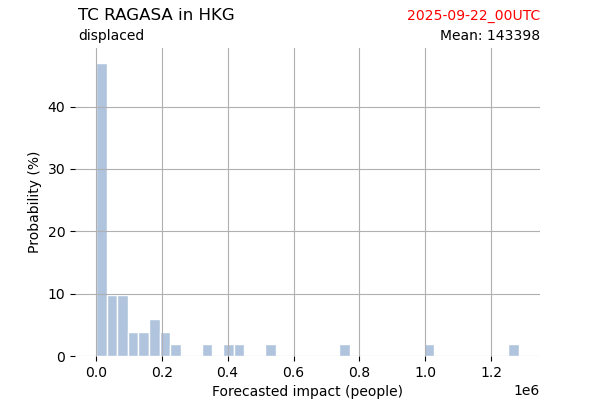 TC RAGASA in HKG
2025-09-22_00UTC
displaced
Mean: 143398
Probability (%)
40
30
20
10
0
0.0 0.2 0.4 0.6 0.8 1.0 1.2
1e6
Forecasted impact (people)